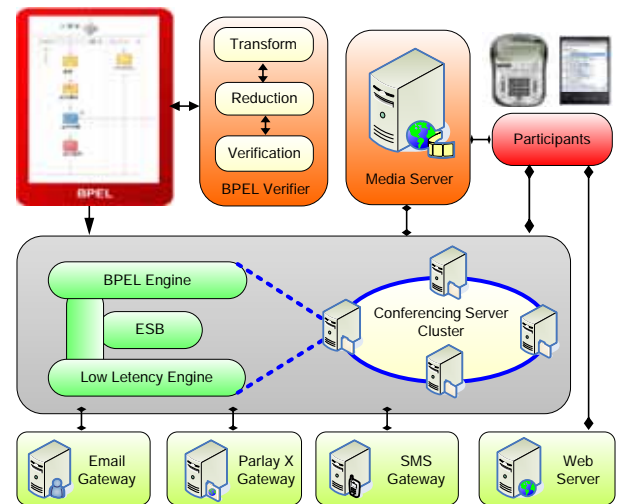 BPEL
Transform
Reduction
Verification
BPEL Verifier
Media Server
Participants
BPEL Engine
ESB
Low Letency Engine
Conferencing Server
Cluster
Email
Gateway
Parlay X
Gateway
SMS
Gateway
Web
Server